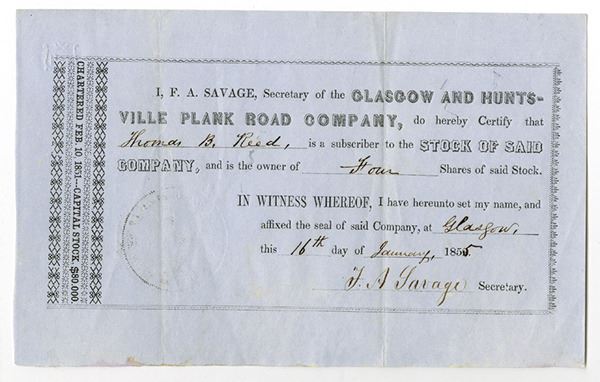 CHARTERED FEB. 10, 1851.—CAPITAL STOCK, $80,000.
I, F. A. SAVAGE, Secretary of the GLASGOW AND HUNTS-
VILLE PLANK ROAD COMPANY, do hereby Certify that
Thomas B. Reed, is a subscriber to the STOCK OF SAID
COMPANY, and is the owner of Four Shares of said Stock.
IN WITNESS WHEREOF, I have hereunto set my name, and
affixed the seal of said Company, at Glasgow,
this 16th day of January, 1855
F. A Savage Secretary.